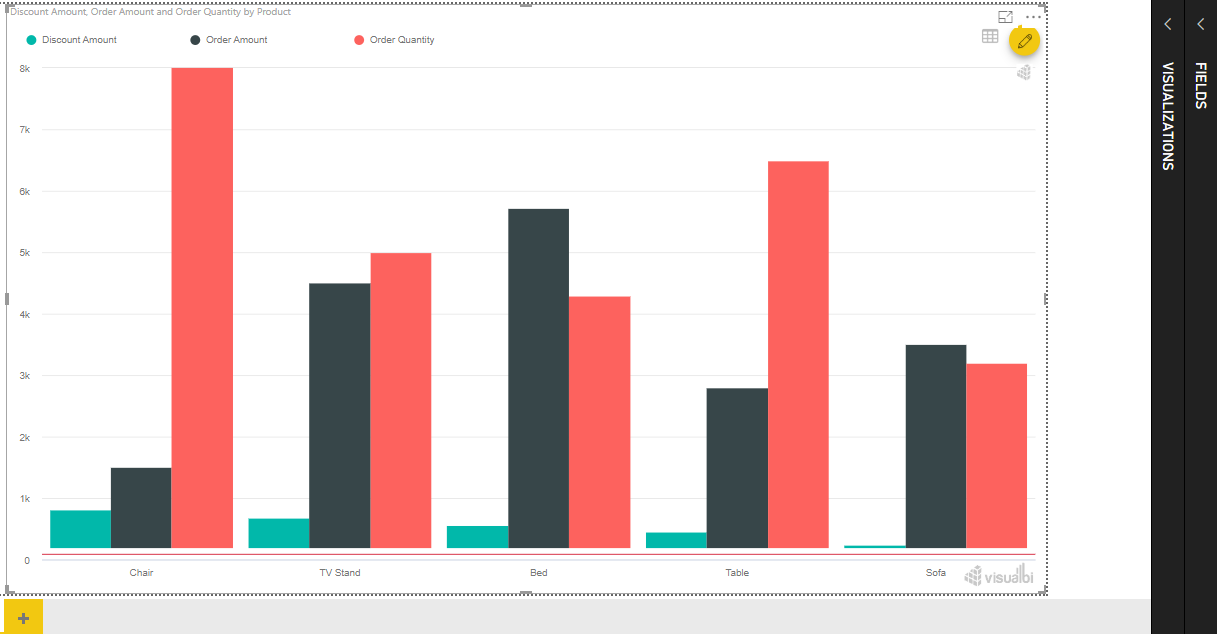 Discount Amount, Order Amount and Order Quantity by Product
Discount Amount Order Amount Order Quantity
8k
7k
6k
5k
4k
3k
2k
1k
0
Chair TV Stand Bed Table Sofa
visualbi
VISUALIZATIONS
FIELDS